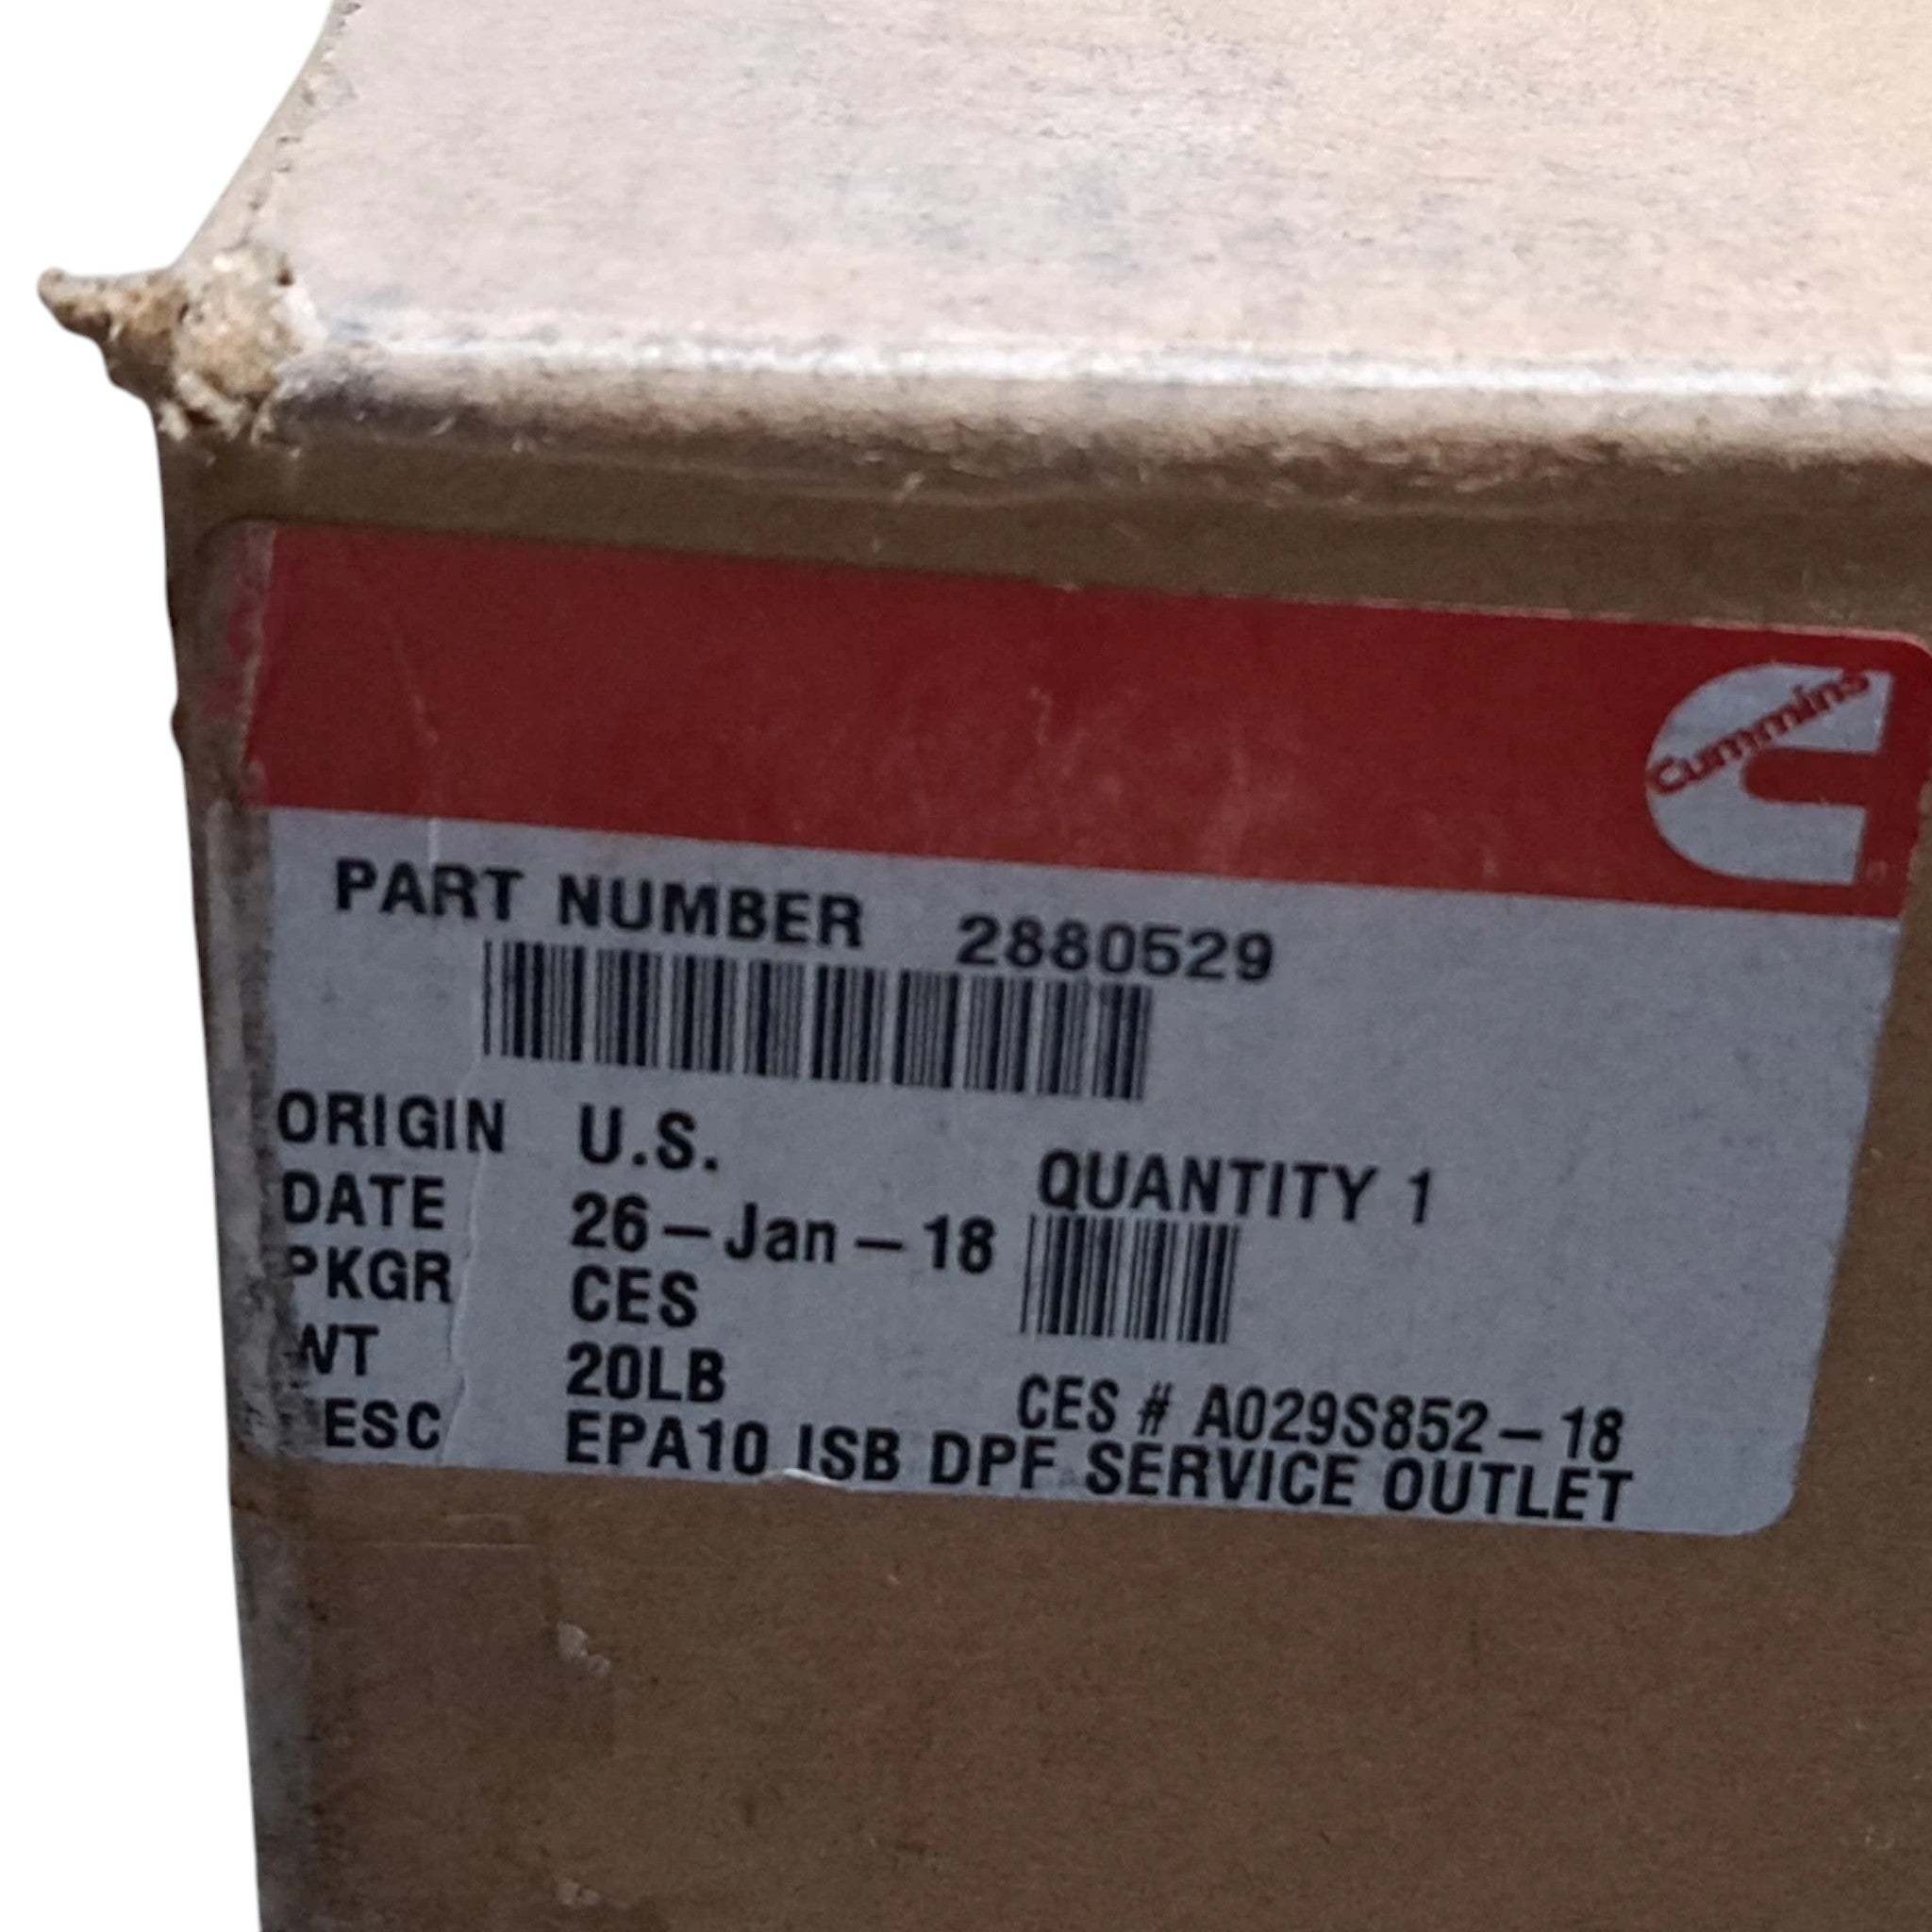 Cummins
PART NUMBER 2880529
ORIGIN U.S.
QUANTITY 1
DATE 26-Jan-18
PKGR CES
WT 20LB
CES # A029S852-18
ESC EPA10 ISB DPF SERVICE OUTLET